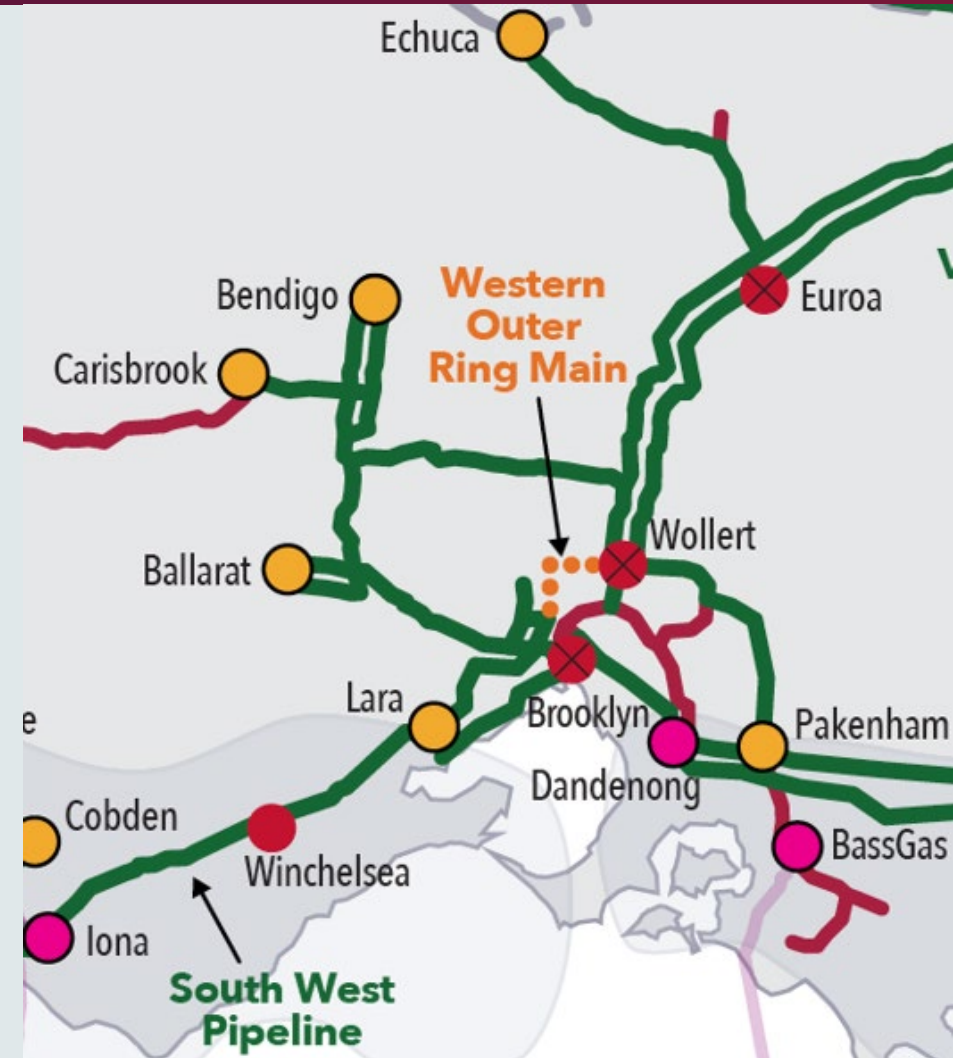 Echuca
Bendigo
Western
Outer
Ring Main
Euroa
Carisbrook
Wollert
Ballarat
Lara
Brooklyn
Pakenham
e
Dandenong
Cobden
BassGas
Winchelsea
Iona
South West
Pipeline